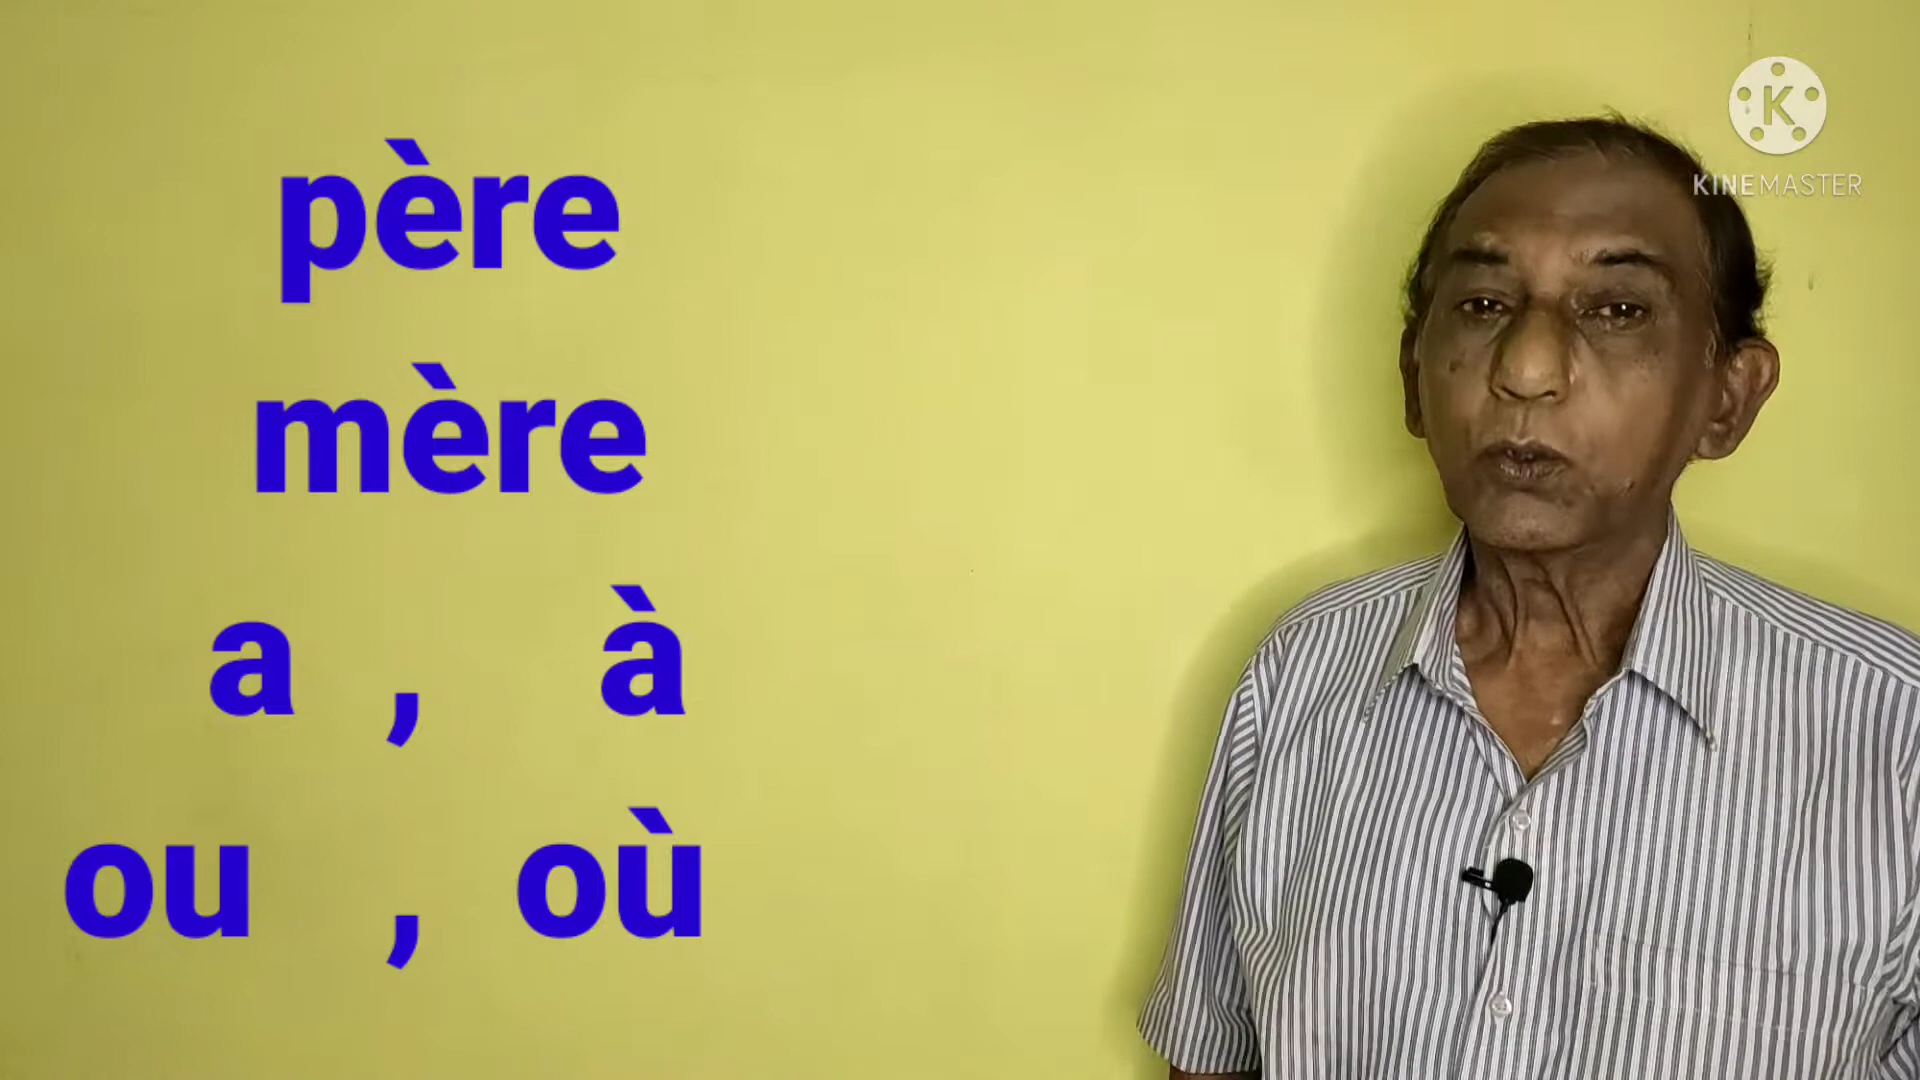 père
mère
a , à
ou , où
K
KINEMASTER